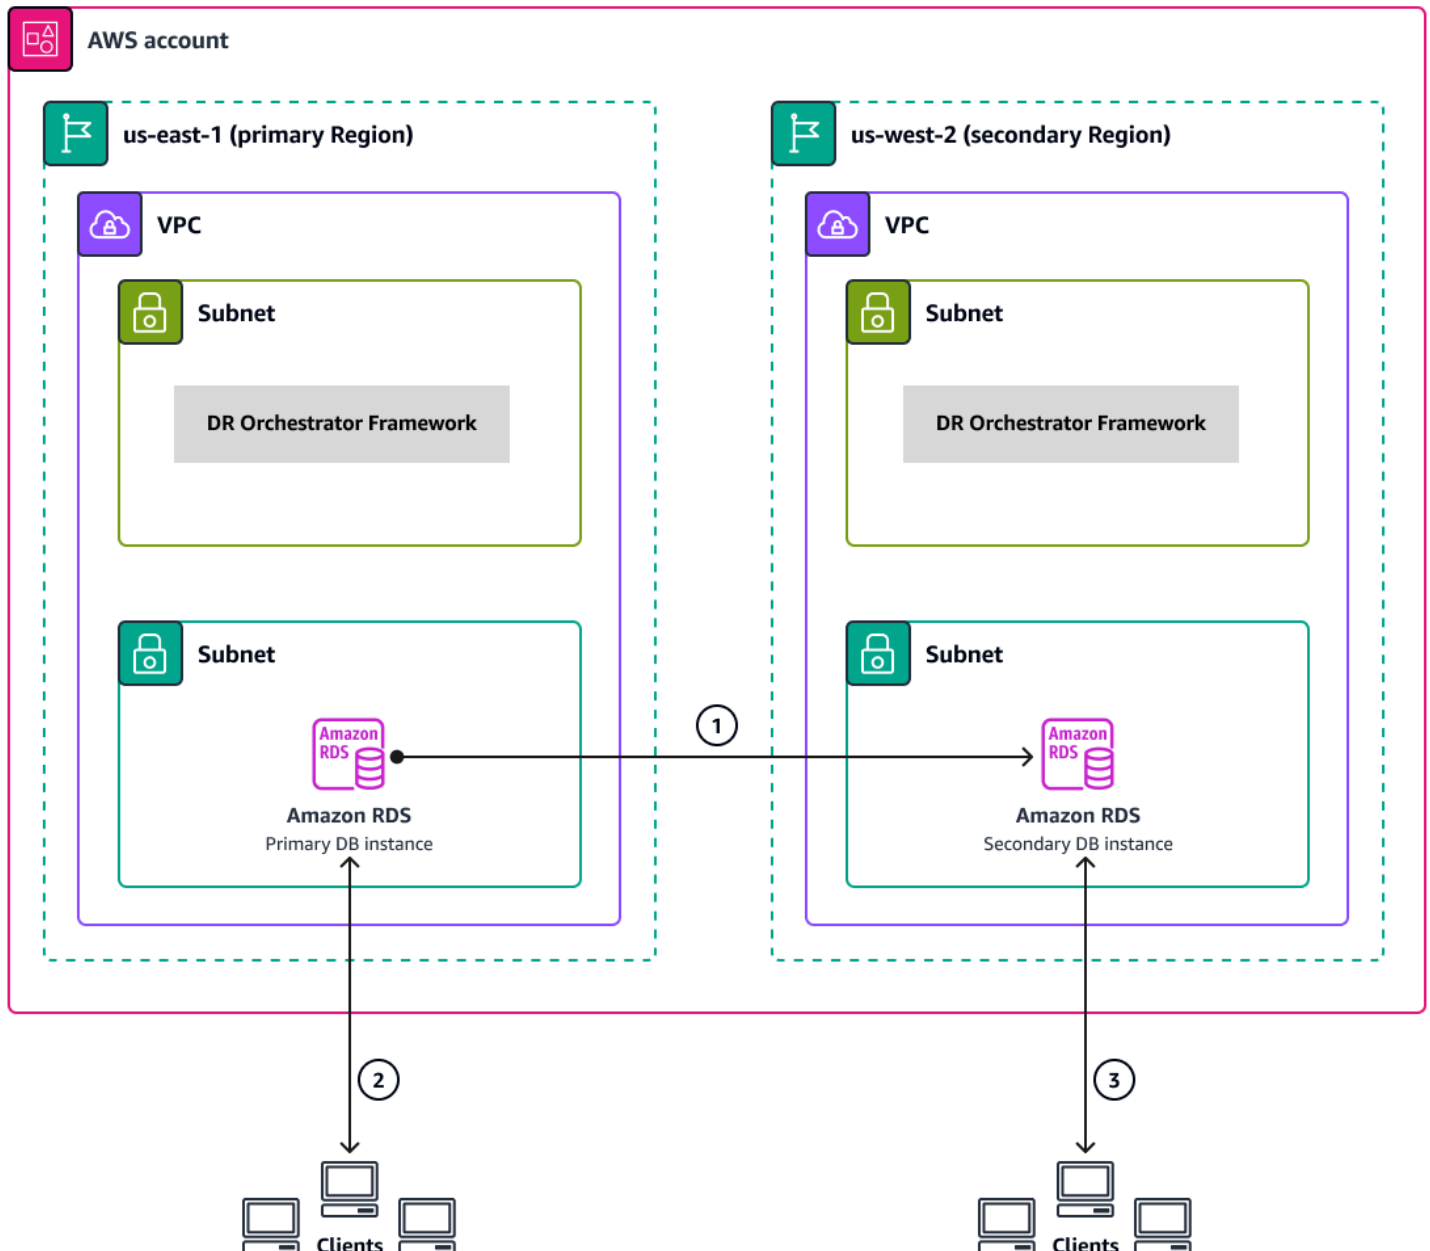 AWS account
us-east-1 (primary Region)
us-west-2 (secondary Region)
VPC
VPC
Subnet
Subnet
DR Orchestrator Framework
DR Orchestrator Framework
Subnet
Subnet
1
Amazon
RDS
Amazon
RDS
Amazon RDS
Primary DB instance
Amazon RDS
Secondary DB instance
2
3
Clients
Clients